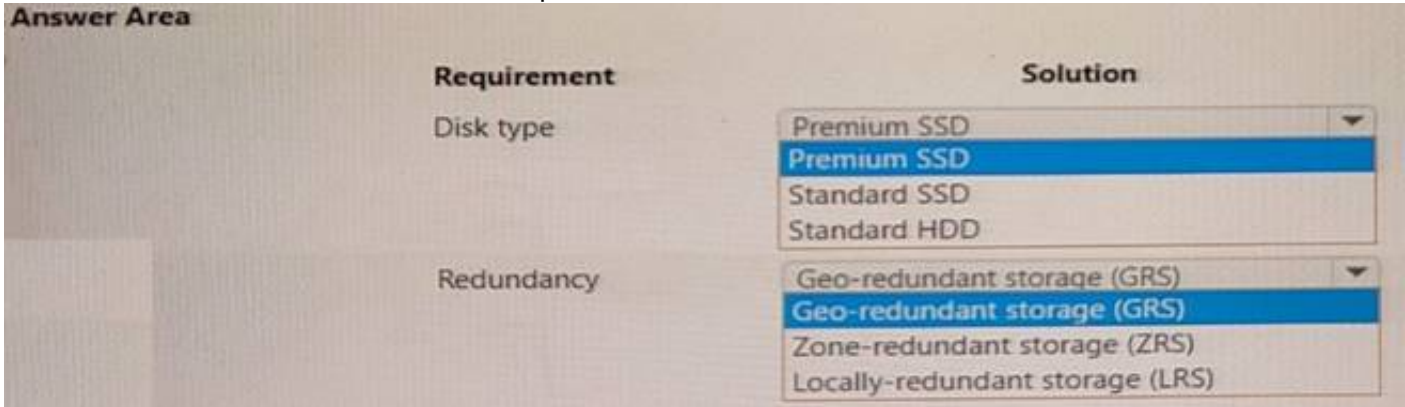 Answer Area
Requirement Solution
Disk type Premium SSD
Premium SSD
Standard SSD
Standard HDD
Redundancy Geo-redundant storage (GRS)
Geo-redundant storage (GRS)
Zone-redundant storage (ZRS)
Locally-redundant storage (LRS)